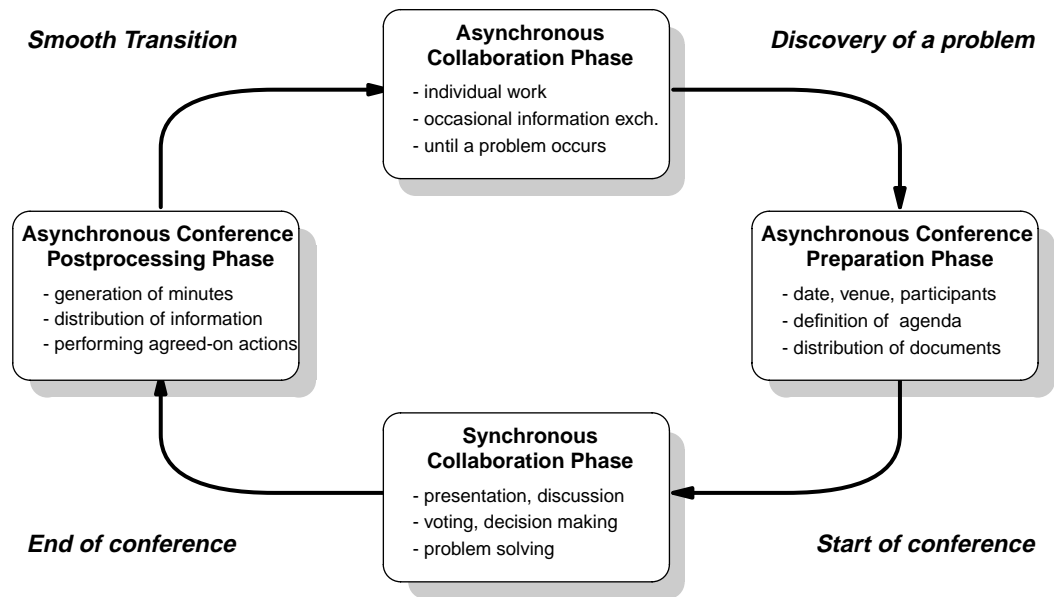 Smooth Transition
Asynchronous
Collaboration Phase
- individual work
- occasional information exch.
- until a problem occurs
Discovery of a problem
Asynchronous Conference
Postprocessing Phase
- generation of minutes
- distribution of information
- performing agreed-on actions
Asynchronous Conference
Preparation Phase
- date, venue, participants
- definition of  agenda
- distribution of documents
Synchronous
Collaboration Phase
- presentation, discussion
- voting, decision making
- problem solving
End of conference
Start of conference